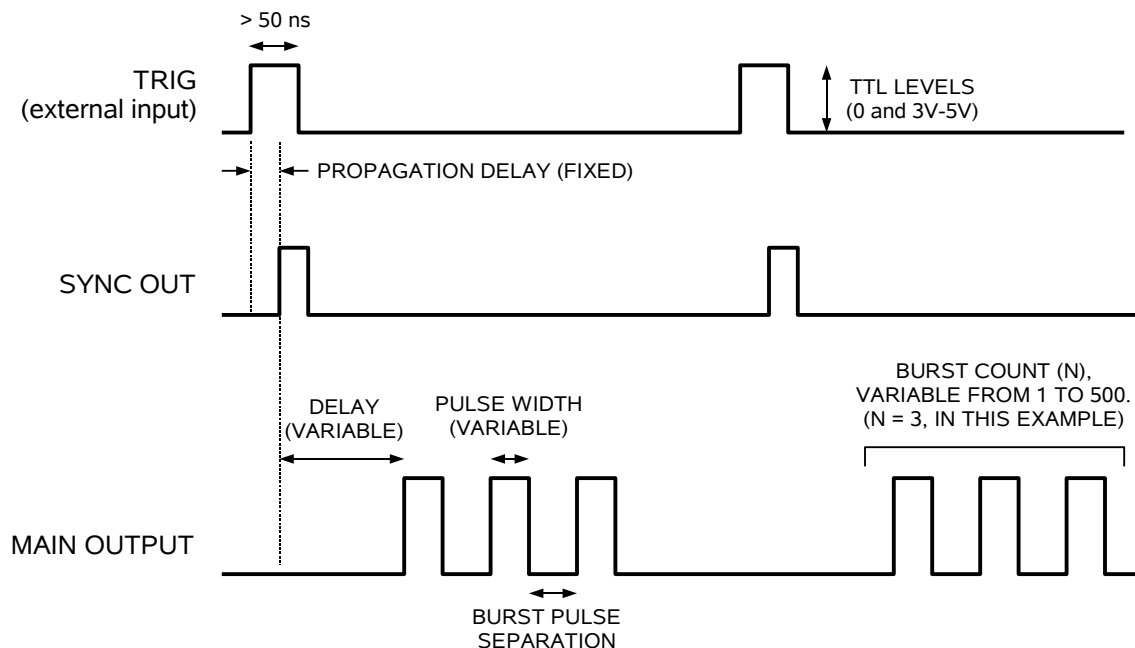 > 50 ns
TRIG
(external input)
TTL LEVELS
(0 and 3V-5V)
PROPAGATION DELAY (FIXED)
SYNC OUT
BURST COUNT (N),
VARIABLE FROM 1 TO 500.
(N = 3, IN THIS EXAMPLE)
DELAY
(VARIABLE)
PULSE WIDTH
(VARIABLE)
MAIN OUTPUT
BURST PULSE
SEPARATION